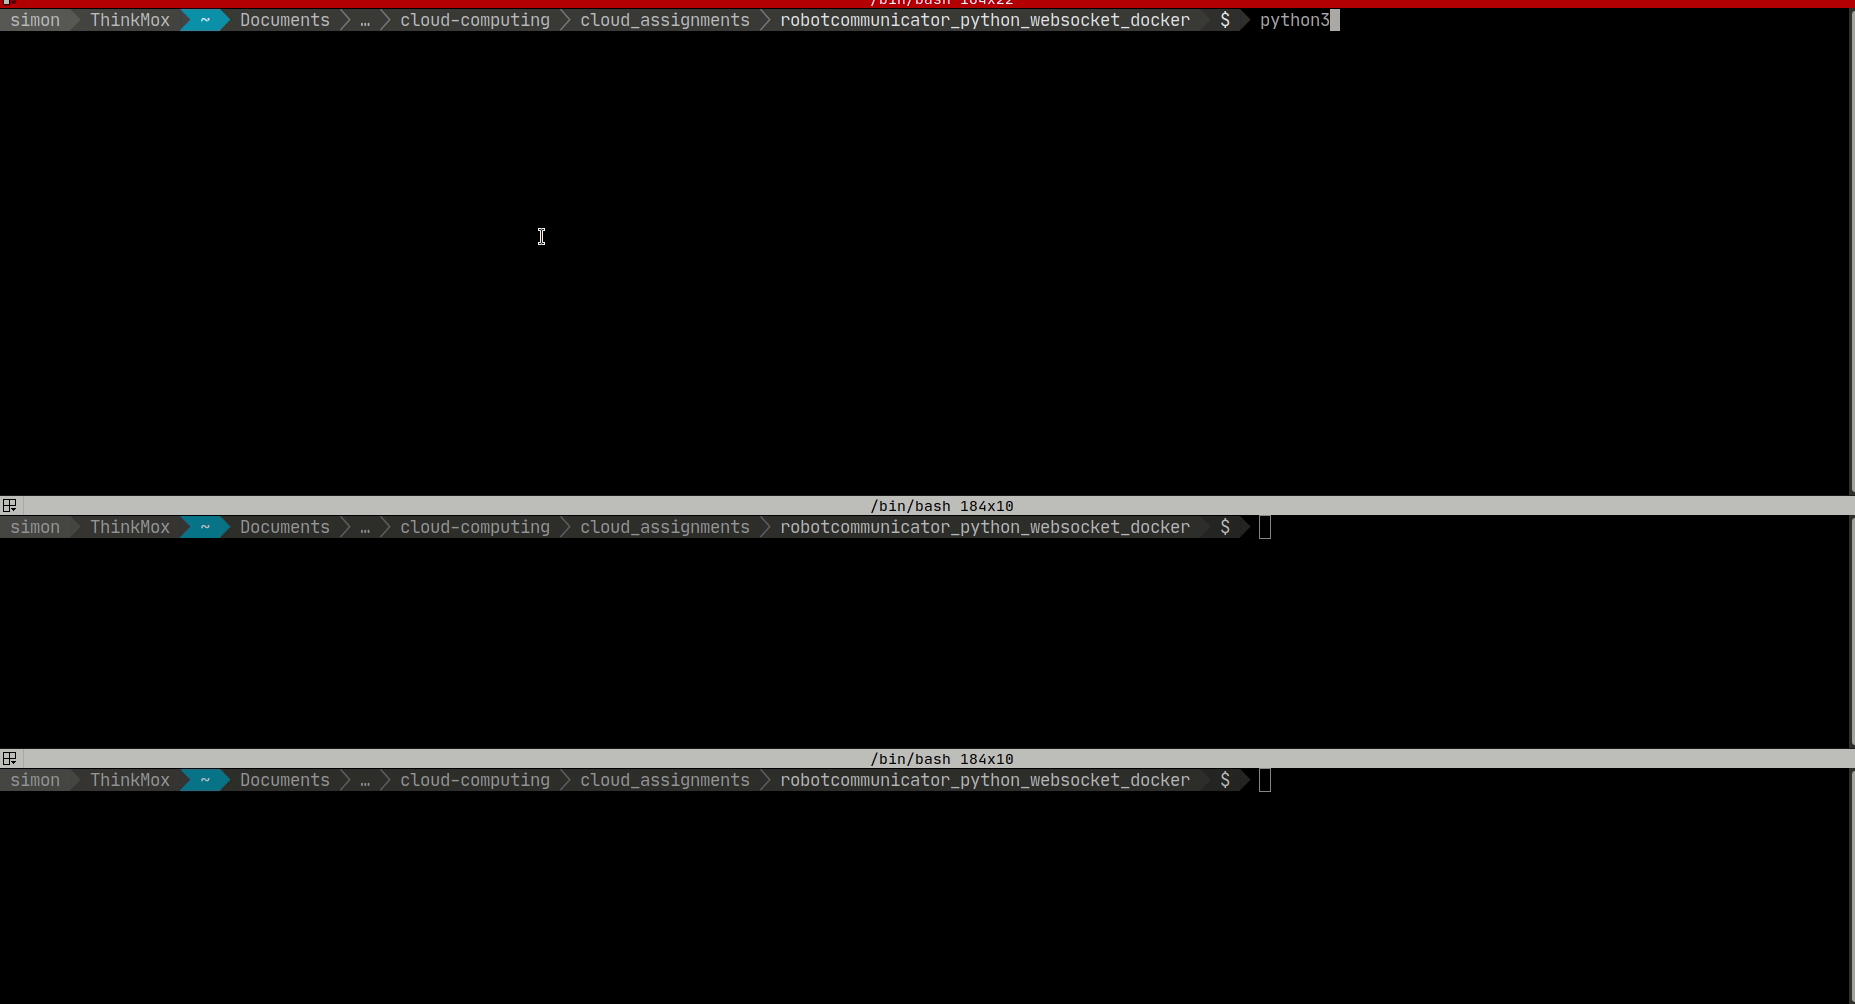 /bin/bash 184x22
simon ThinkMox ~ Documents … cloud-computing cloud_assignments robotcommunicator_python_websocket_docker $ python3
/bin/bash 184x10
simon ThinkMox ~ Documents … cloud-computing cloud_assignments robotcommunicator_python_websocket_docker $
/bin/bash 184x10
simon ThinkMox ~ Documents … cloud-computing cloud_assignments robotcommunicator_python_websocket_docker $